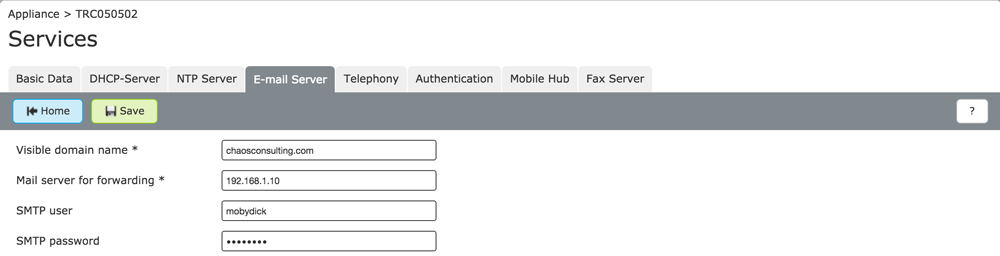 Appliance > TRC050502
Services
Basic Data DHCP-Server NTP Server E-mail Server Telephony Authentication Mobile Hub Fax Server
Home Save ?
Visible domain name * chaosconsulting.com
Mail server for forwarding * 192.168.1.10
SMTP user mobydick
SMTP password ••••••••